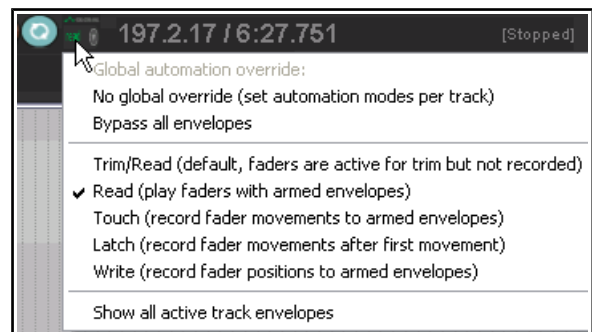 197.2.17 / 6:27.751 [Stopped]
Global automation override:
No global override (set automation modes per track)
Bypass all envelopes
Trim/Read (default, faders are active for trim but not recorded)
Read (play faders with armed envelopes)
Touch (record fader movements to armed envelopes)
Latch (record fader movements after first movement)
Write (record fader positions to armed envelopes)
Show all active track envelopes